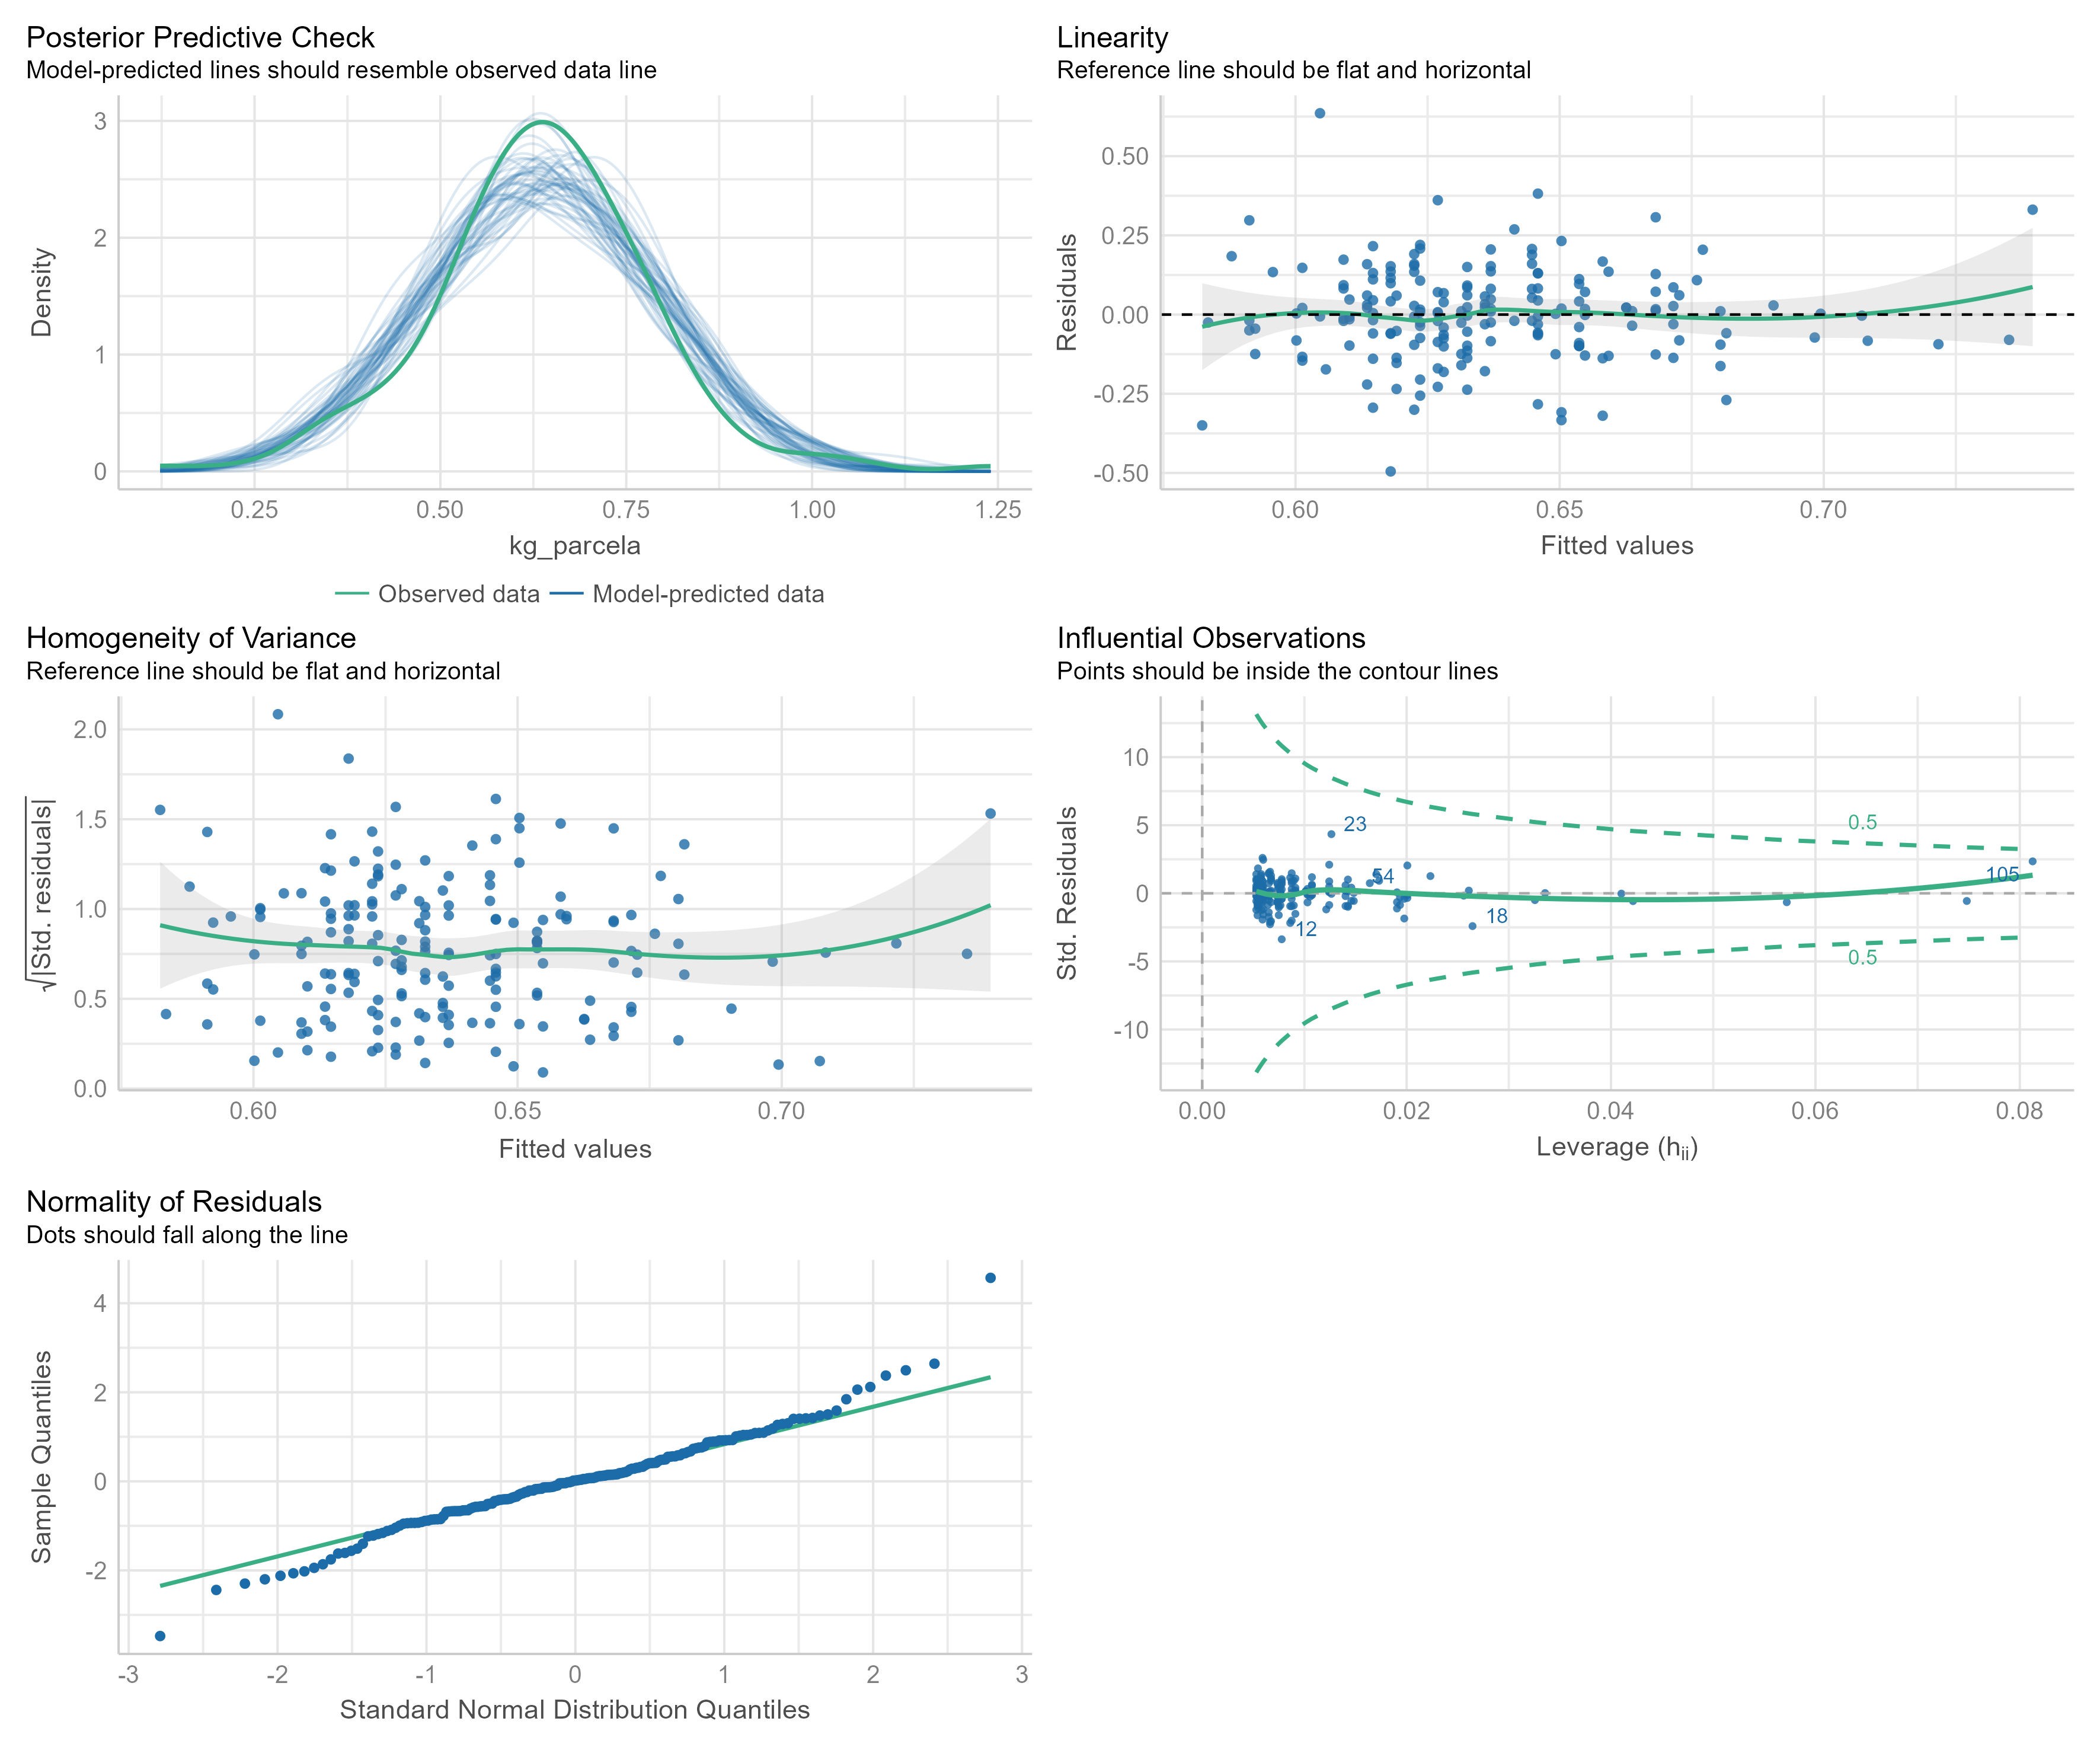 Posterior Predictive Check
Model-predicted lines should resemble observed data line
Density
3
2
1
0
0.25 0.50 0.75 1.00 1.25
kg_parcela
Observed data Model-predicted data
Linearity
Reference line should be flat and horizontal
Residuals
0.50
0.25
0.00
-0.25
-0.50
0.60 0.65 0.70
Fitted values
Homogeneity of Variance
Reference line should be flat and horizontal
√|Std. residuals|
2.0
1.5
1.0
0.5
0.0
0.60 0.65 0.70
Fitted values
Influential Observations
Points should be inside the contour lines
Std. Residuals
10
5
0
-5
-10
23
0.5
54
105
18
12
0.5
0.00 0.02 0.04 0.06 0.08
Leverage (hii)
Normality of Residuals
Dots should fall along the line
Sample Quantiles
4
2
0
-2
-3 -2 -1 0 1 2 3
Standard Normal Distribution Quantiles